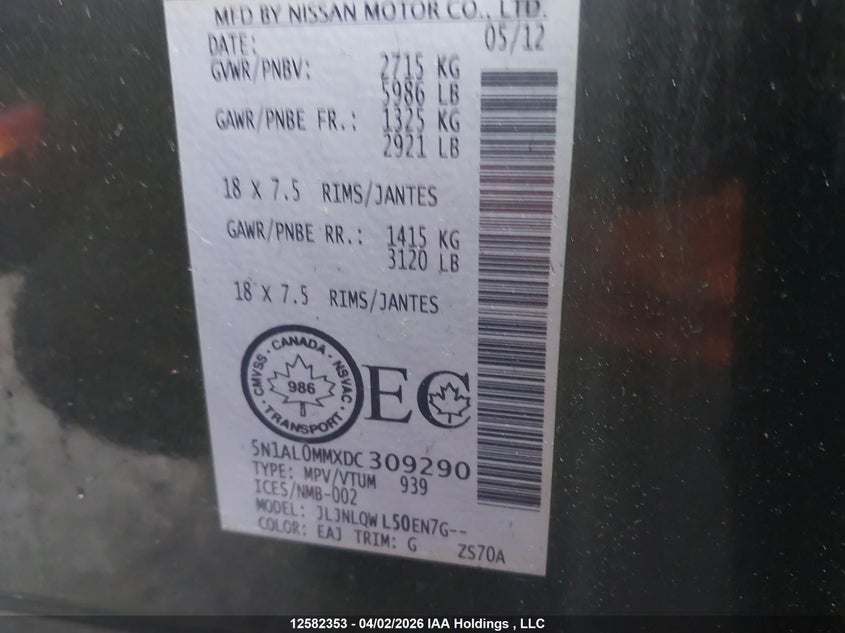 MFD BY NISSAN MOTOR CO., LTD.
DATE: 05/12
GVWR/PNBV: 2715 KG
5986 LB
GAWR/PNBE FR.: 1325 KG
2921 LB
18 X 7.5 RIMS/JANTES
GAWR/PNBE RR.: 1415 KG
3120 LB
18 X 7.5 RIMS/JANTES
CMVSS · CANADA · NSVAC · TRANSPORT
986
EC
5N1AL0MMXDC 309290
TYPE: MPV/VTUM 939
ICES/NMB-002
MODEL: JLJNLQW L50EN7G--
COLOR: EAJ TRIM: G ZS70A
12582353 - 04/02/2026 IAA Holdings , LLC